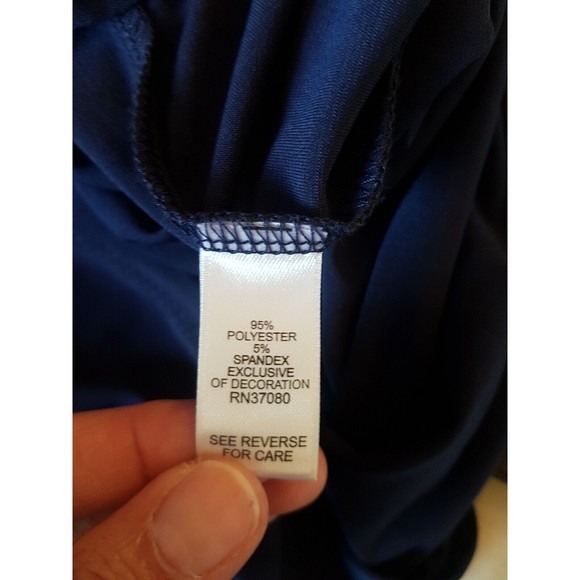 95%
POLYESTER
5%
SPANDEX
EXCLUSIVE
OF DECORATION
RN37080
SEE REVERSE
FOR CARE